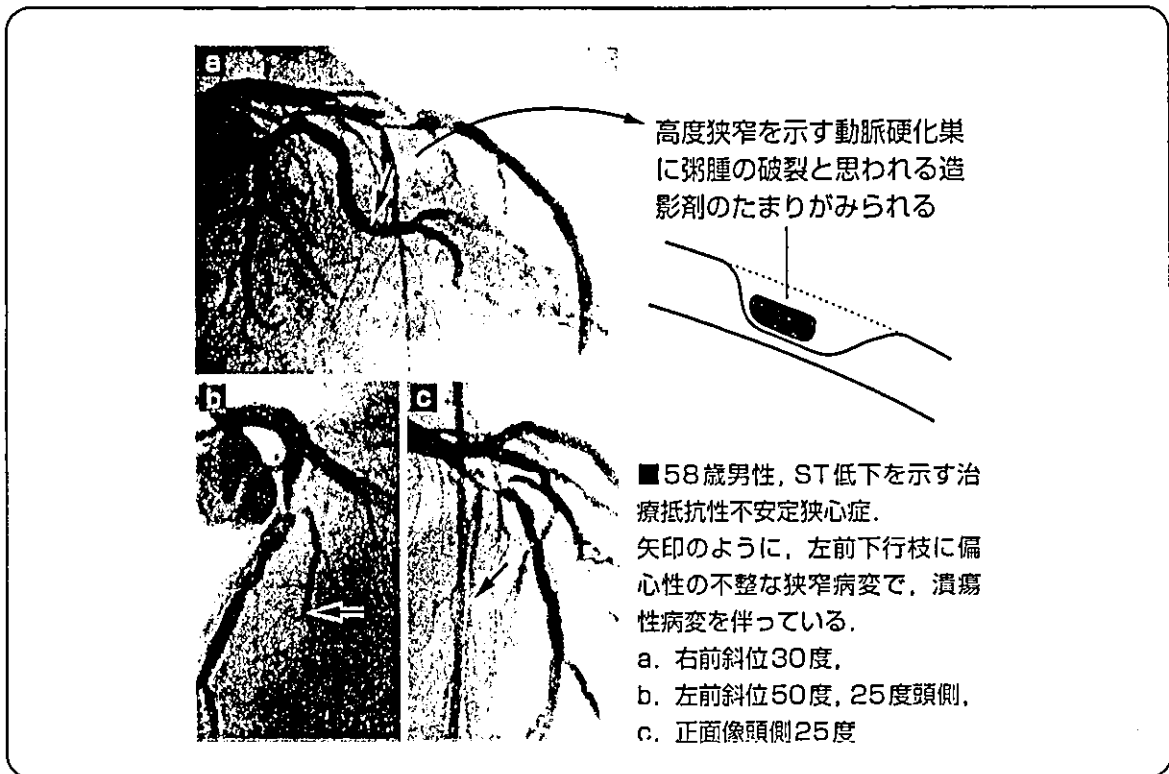 a
高度狭窄を示す動脈硬化巣
に粥腫の破裂と思われる造
影剤のたまりがみられる
b
c
■58歳男性,ST低下を示す治
療抵抗性不安定狭心症.
矢印のように,左前下行枝に偏
心性の不整な狭窄病変で,潰瘍
性病変を伴っている.
a. 右前斜位30度,
b. 左前斜位50度,25度頭側,
c. 正面像頭側25度